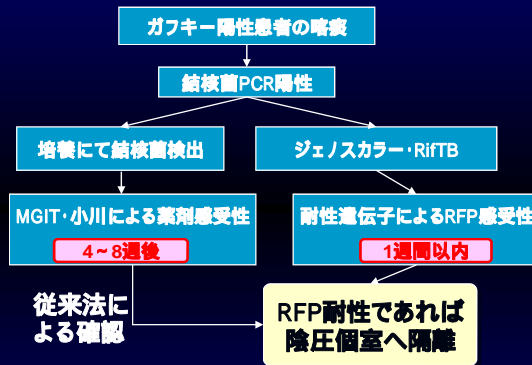 ガフキー陽性患者の喀痰
結核菌PCR陽性
培養にて結核菌検出
ジェノスカラー・RifTB
MGIT・小川による薬剤感受性
4~8週後
耐性遺伝子によるRFP感受性
1週間以内
従来法に
よる確認
RFP耐性であれば
陰圧個室へ隔離